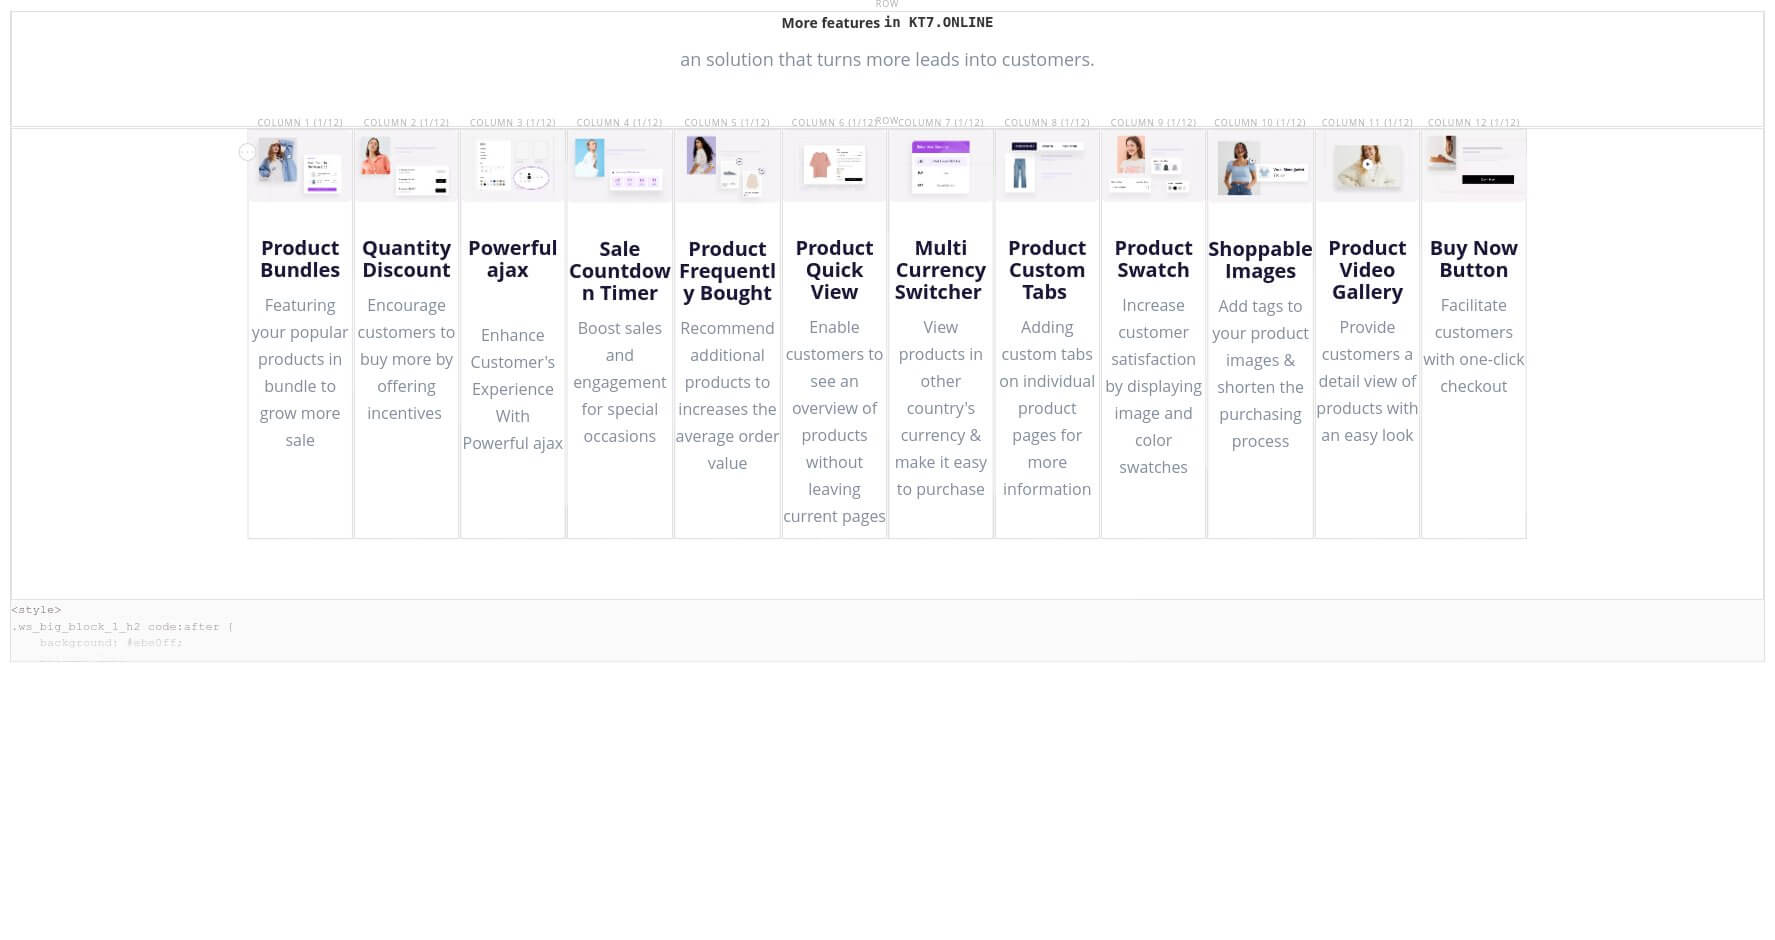 ROW
More features in KT7.ONLINE
an solution that turns more leads into customers.
COLUMN 1 (1/12)
COLUMN 2 (1/12)
COLUMN 3 (1/12)
COLUMN 4 (1/12)
COLUMN 5 (1/12)
COLUMN 6 (1/12)
ROW
COLUMN 7 (1/12)
COLUMN 8 (1/12)
COLUMN 9 (1/12)
COLUMN 10 (1/12)
COLUMN 11 (1/12)
COLUMN 12 (1/12)
Product
Bundles
Featuring
your popular
products in
bundle to
grow more
sale
Quantity
Discount
Encourage
customers to
buy more by
offering
incentives
Powerful
ajax
Enhance
Customer's
Experience
With
Powerful ajax
Sale
Countdow
n Timer
Boost sales
and
engagement
for special
occasions
Product
Frequentl
y Bought
Recommend
additional
products to
increases the
average order
value
Product
Quick
View
Enable
customers to
see an
overview of
products
without
leaving
current pages
Multi
Currency
Switcher
View
products in
other
country's
currency &
make it easy
to purchase
Product
Custom
Tabs
Adding
custom tabs
on individual
product
pages for
more
information
Product
Swatch
Increase
customer
satisfaction
by displaying
image and
color
swatches
Shoppable
Images
Add tags to
your product
images &
shorten the
purchasing
process
Product
Video
Gallery
Provide
customers a
detail view of
products with
an easy look
Buy Now
Button
Facilitate
customers
with one-click
checkout
<style>
.ws_big_block_1_h2 code:after {
background: #ebe0ff;